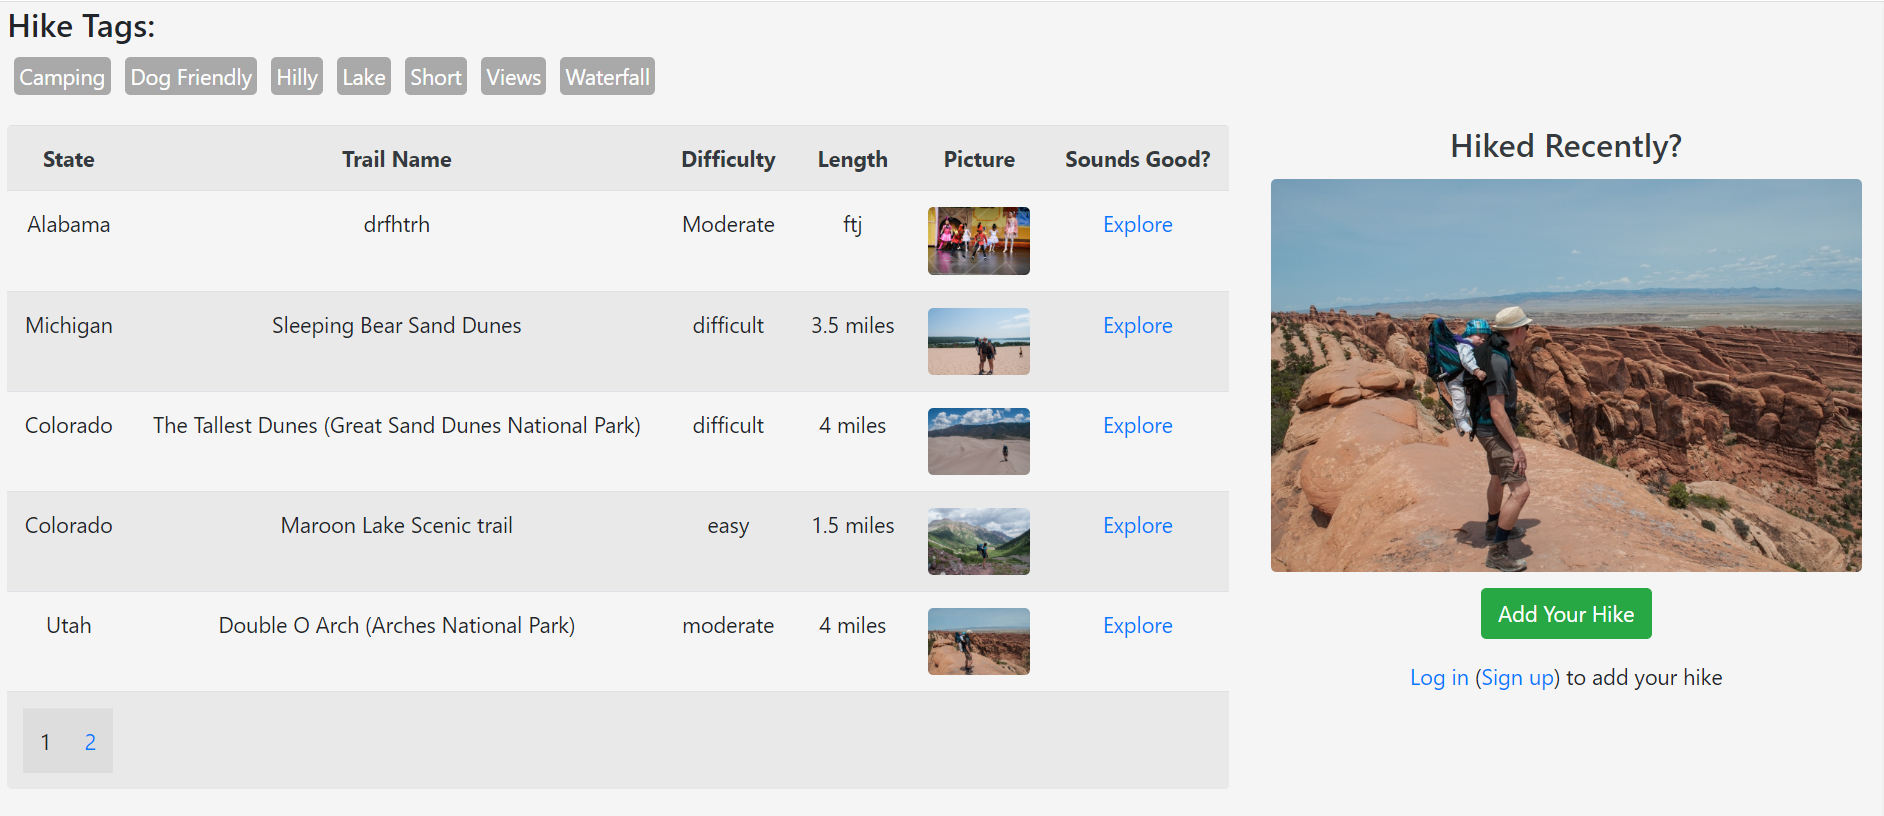 Hike Tags:
Camping Dog Friendly Hilly Lake Short Views Waterfall
State Trail Name Difficulty Length Picture Sounds Good?
Alabama drfhtrh Moderate ftj Explore
Michigan Sleeping Bear Sand Dunes difficult 3.5 miles Explore
Colorado The Tallest Dunes (Great Sand Dunes National Park) difficult 4 miles Explore
Colorado Maroon Lake Scenic trail easy 1.5 miles Explore
Utah Double O Arch (Arches National Park) moderate 4 miles Explore
1 2
Hiked Recently?
Add Your Hike
Log in (Sign up) to add your hike